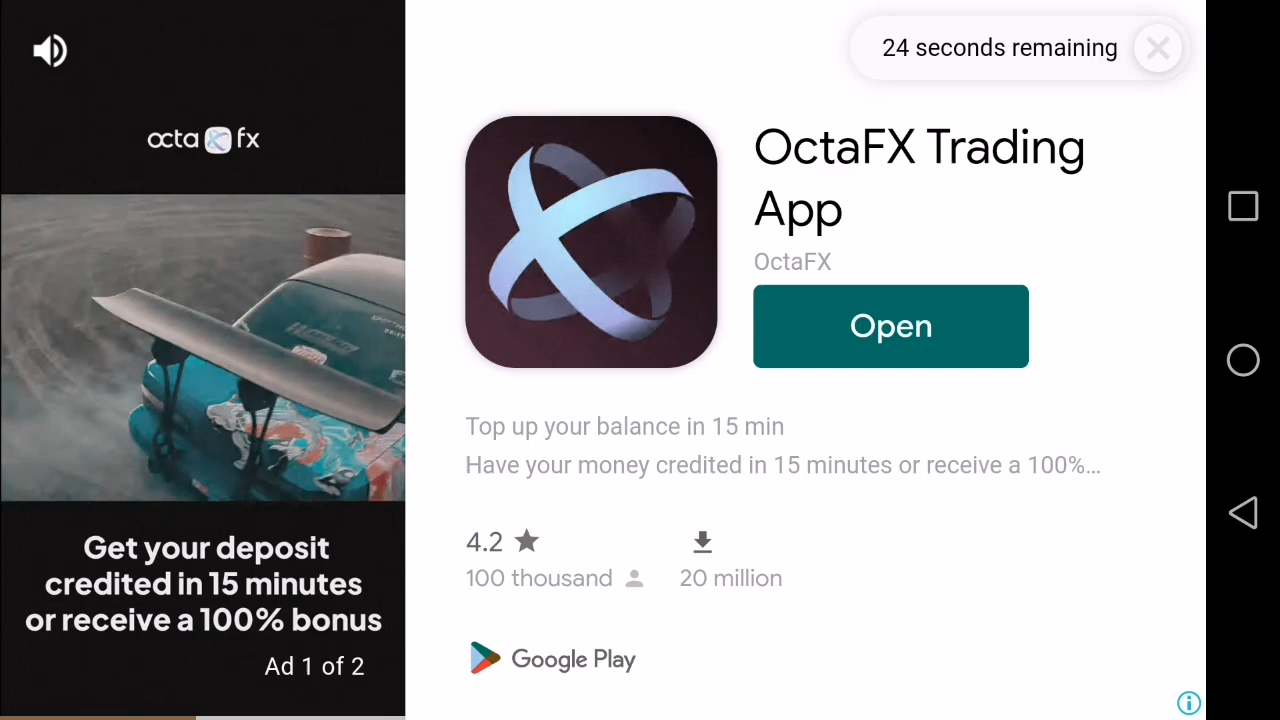 24 seconds remaining
octa fx
OctaFX Trading
App
OctaFX
Open
Top up your balance in 15 min
Have your money credited in 15 minutes or receive a 100%...
Get your deposit
credited in 15 minutes
or receive a 100% bonus
Ad 1 of 2
4.2
100 thousand
20 million
Google Play